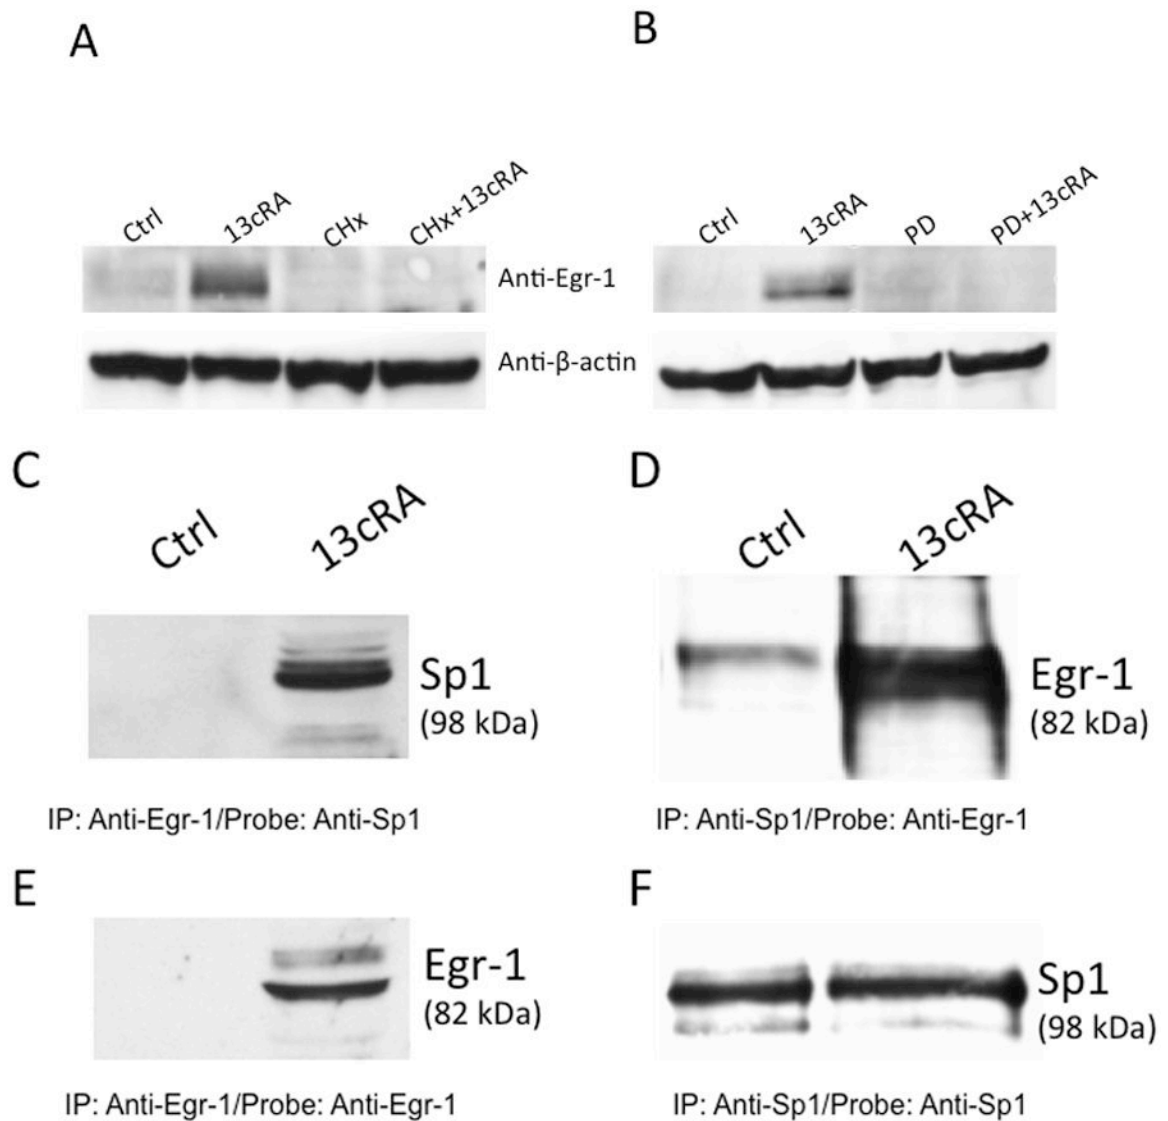 A
B
Ctrl
13cRA
CHx
CHx+13cRA
Ctrl
13cRA
PD
PD+13cRA
Anti-Egr-1
Anti-β-actin
C
D
Ctrl
13cRA
Ctrl
13cRA
Sp1
(98 kDa)
Egr-1
(82 kDa)
IP: Anti-Egr-1/Probe: Anti-Sp1
IP: Anti-Sp1/Probe: Anti-Egr-1
E
F
Egr-1
(82 kDa)
Sp1
(98 kDa)
IP: Anti-Egr-1/Probe: Anti-Egr-1
IP: Anti-Sp1/Probe: Anti-Sp1